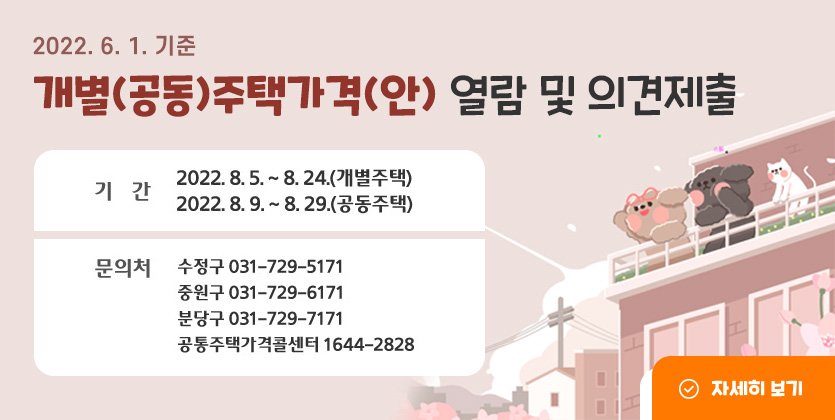 2022. 6. 1. 기준
개별(공동)주택가격(안) 열람 및 의견제출
기 간
2022. 8. 5. ~ 8. 24.(개별주택)
2022. 8. 9. ~ 8. 29.(공동주택)
문의처
수정구 031-729-5171
중원구 031-729-6171
분당구 031-729-7171
공통주택가격콜센터 1644-2828
자세히 보기